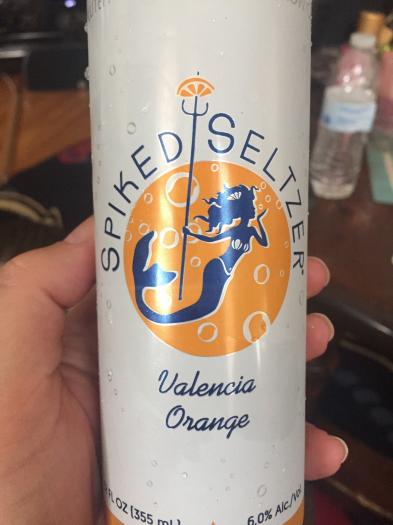 SPIKED SELTZER
Valencia
Orange
FL OZ (355 mL)
6.0% Alc./Vol.